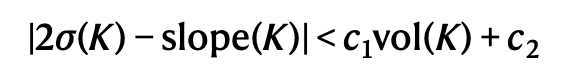 |2σ(K) − slope(K)| < c₁vol(K) + c₂